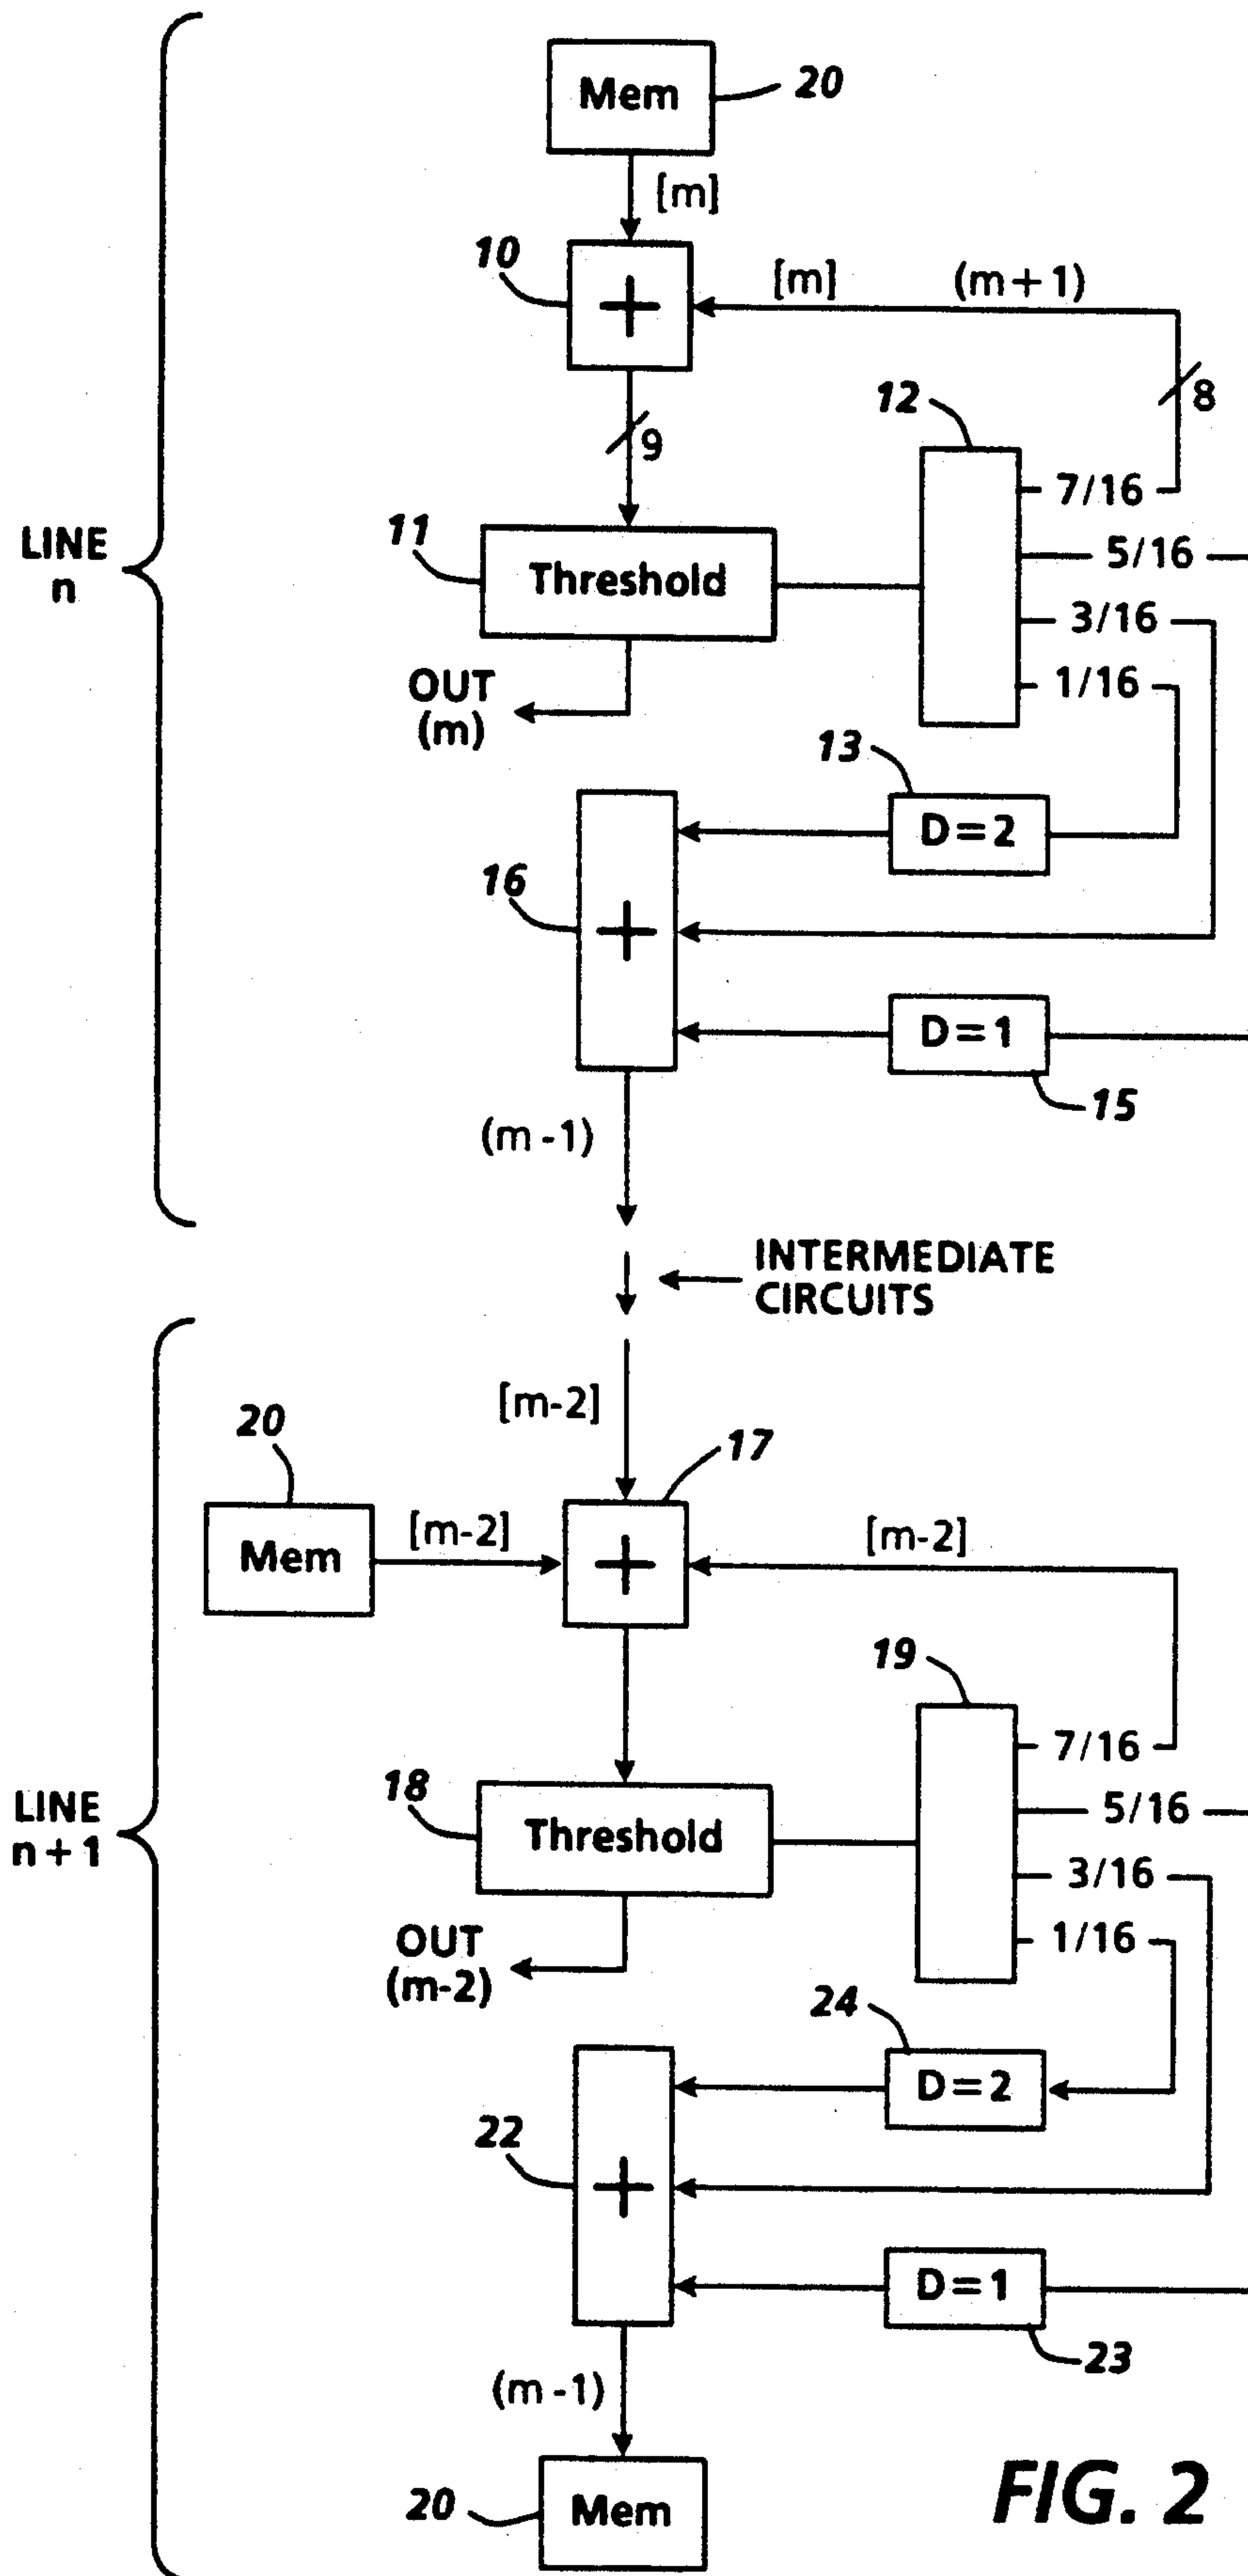 Mem
20
[m]
10
+
[m]
(m+1)
8
9
12
7/16
11
Threshold
LINE
n
5/16
3/16
1/16
OUT
(m)
13
D=2
16
+
D=1
15
(m-1)
INTERMEDIATE
CIRCUITS
[m-2]
20
17
Mem
[m-2]
+
[m-2]
19
7/16
18
Threshold
LINE
n+1
5/16
3/16
1/16
OUT
(m-2)
24
D=2
22
+
D=1
23
(m-1)
20
Mem
FIG. 2